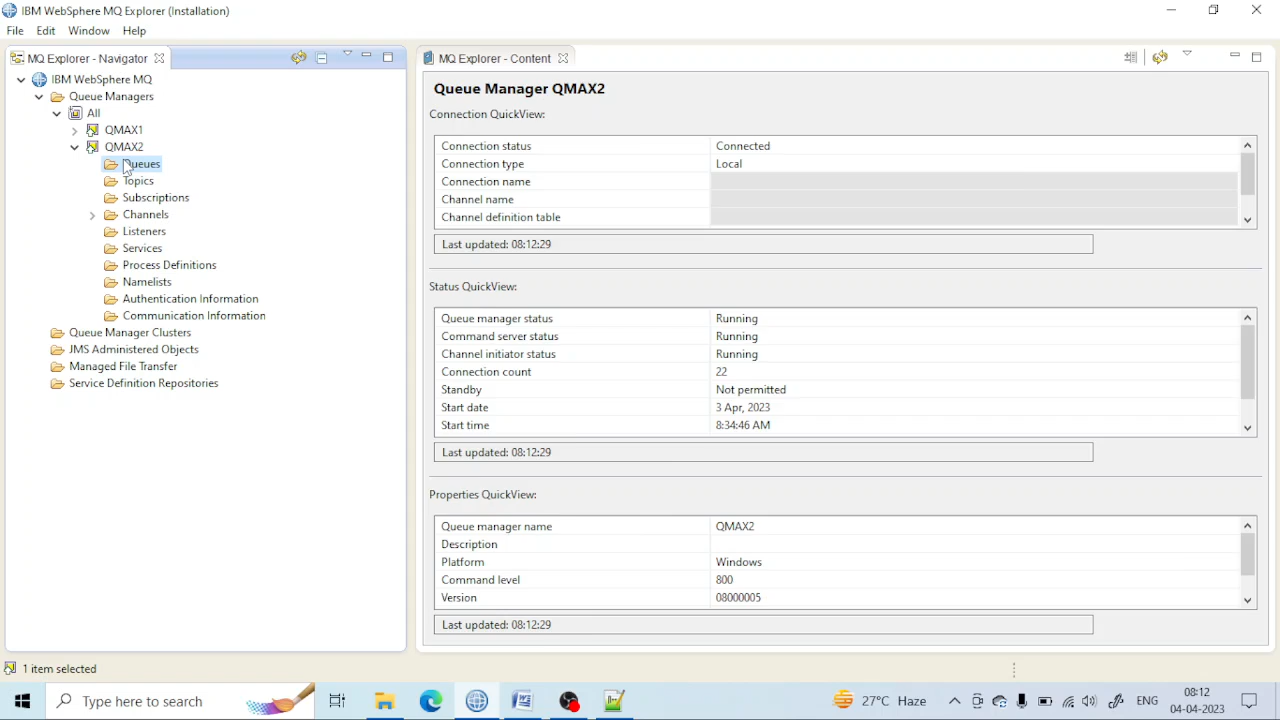 IBM WebSphere MQ Explorer (Installation)
File Edit Window Help
MQ Explorer - Navigator
IBM WebSphere MQ
Queue Managers
All
QMAX1
QMAX2
Queues
Topics
Subscriptions
Channels
Listeners
Services
Process Definitions
Namelists
Authentication Information
Communication Information
Queue Manager Clusters
JMS Administered Objects
Managed File Transfer
Service Definition Repositories
MQ Explorer - Content
Queue Manager QMAX2
Connection QuickView:
Connection status Connected
Connection type Local
Connection name
Channel name
Channel definition table
Last updated: 08:12:29
Status QuickView:
Queue manager status Running
Command server status Running
Channel initiator status Running
Connection count 22
Standby Not permitted
Start date 3 Apr, 2023
Start time 8:34:46 AM
Last updated: 08:12:29
Properties QuickView:
Queue manager name QMAX2
Description
Platform Windows
Command level 800
Version 08000005
Last updated: 08:12:29
1 item selected
Type here to search
27°C Haze
ENG
08:12
04-04-2023